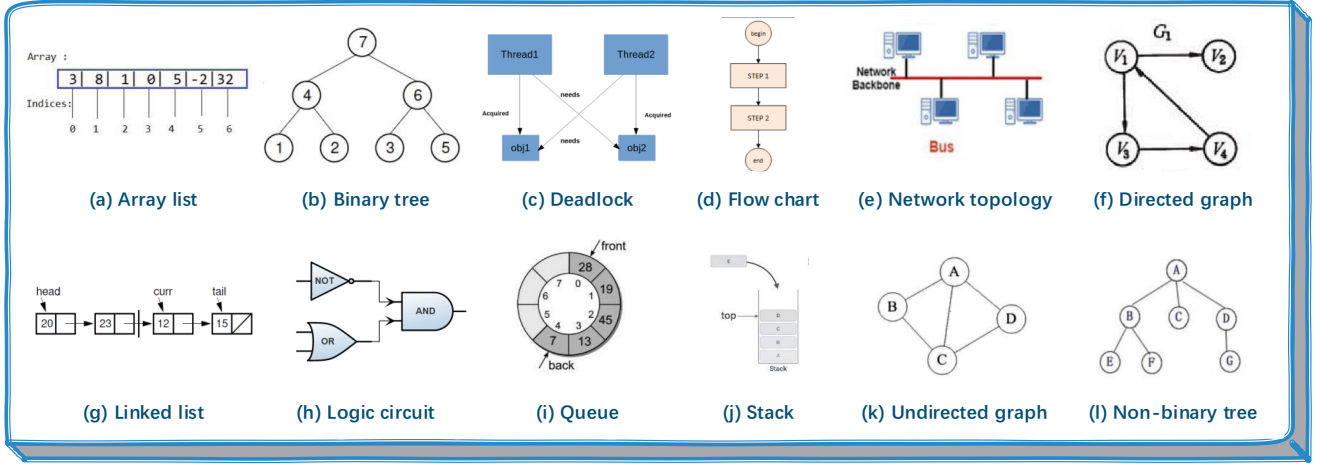 Array :
3 8 1 0 5 -2 32
Indices:
0 1 2 3 4 5 6
(a) Array list
7
4 6
1 2 3 5
(b) Binary tree
Thread1 Thread2
needs
Acquired Acquired
needs
obj1 obj2
(c) Deadlock
begin
STEP 1
STEP 2
end
(d) Flow chart
Network
Backbone
Bus
(e) Network topology
G1
V1 V2
V3 V4
(f) Directed graph
head curr tail
20 23 12 15
(g) Linked list
NOT
AND
OR
(h) Logic circuit
front
28
7 0 19
6 1
5 2 45
4 3
7 13
back
(i) Queue
E
top
D
C
B
A
Stack
(j) Stack
A
B D
C
(k) Undirected graph
A
B C D
E F G
(l) Non-binary tree